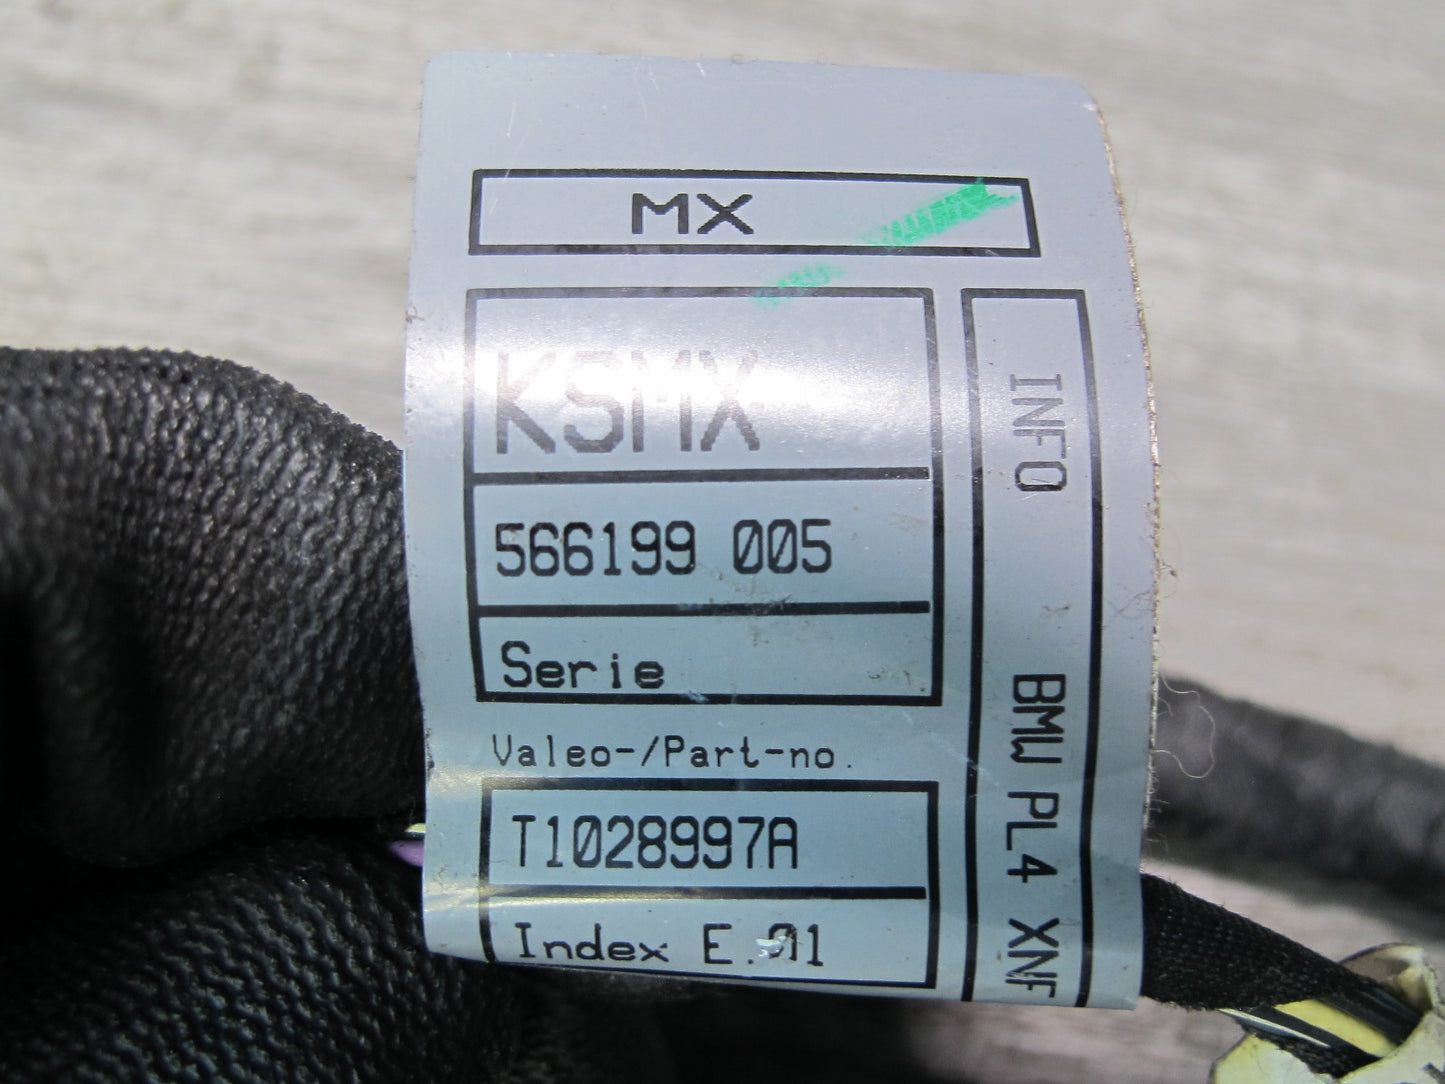 MX
KSMX
566199 005
Serie
Valeo-/Part-no.
T1028997A
Index E.01
INFO
BMW PL4 XNF